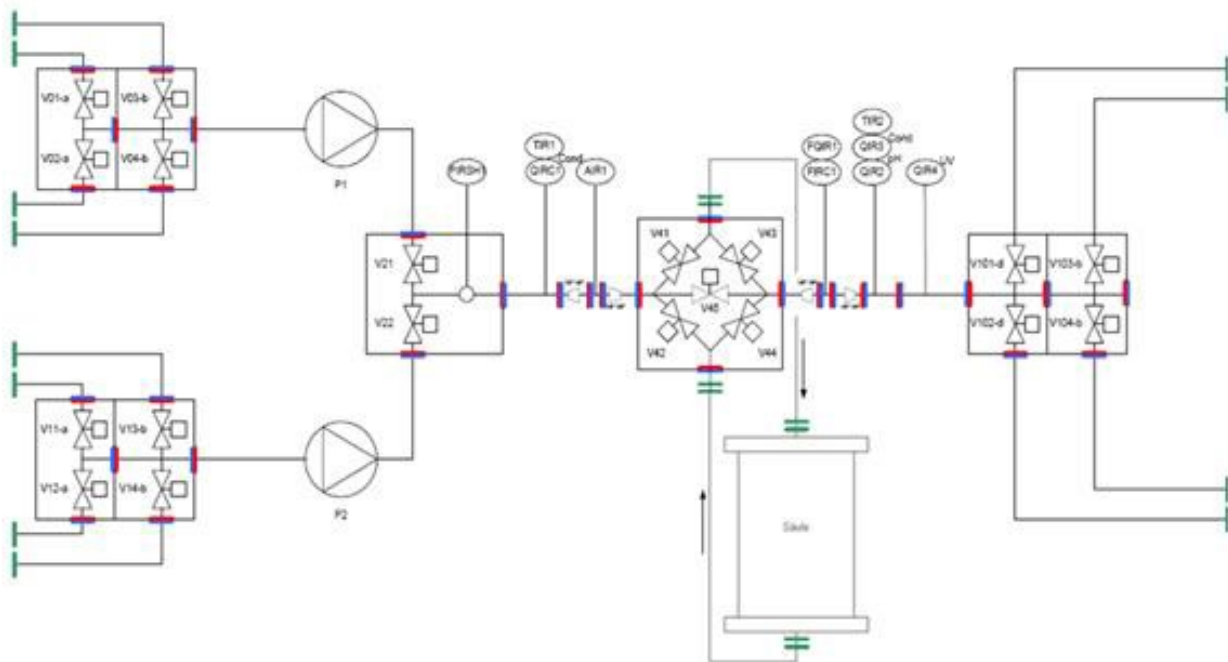 V01-a
V03-b
V02-a
V04-b
P1
PIRSH1
TIR1
Cond
QIRC1
AIR1
FQIR1
FIRC1
TIR2
QIR3
Cond
pH
QIR2
QIR4
UV
V41
V43
V45
V42
V44
V21
V22
V101-d
V103-b
V102-d
V104-b
V11-a
V13-b
V12-a
V14-b
P2
Säule